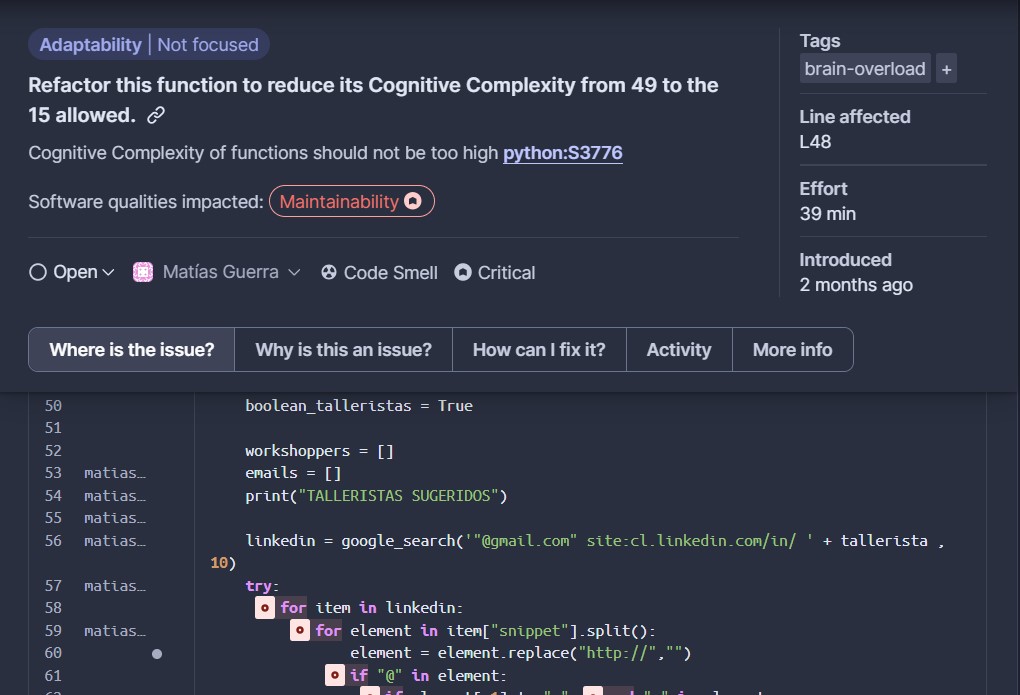 Adaptability | Not focused
Refactor this function to reduce its Cognitive Complexity from 49 to the
15 allowed.
Cognitive Complexity of functions should not be too high python:S3776
Software qualities impacted: Maintainability
Open Matías Guerra Code Smell Critical
Tags
brain-overload +
Line affected
L48
Effort
39 min
Introduced
2 months ago
Where is the issue? Why is this an issue? How can I fix it? Activity More info
50 boolean_talleristas = True
51
52 workshoppers = []
53 matias… emails = []
54 matias… print("TALLERISTAS SUGERIDOS")
55 matias…
56 matias… linkedin = google_search('"@gmail.com" site:cl.linkedin.com/in/ ' + tallerista ,
10)
57 matias… try:
58 for item in linkedin:
59 matias… for element in item["snippet"].split():
60 element = element.replace("http://","")
61 if "@" in element: